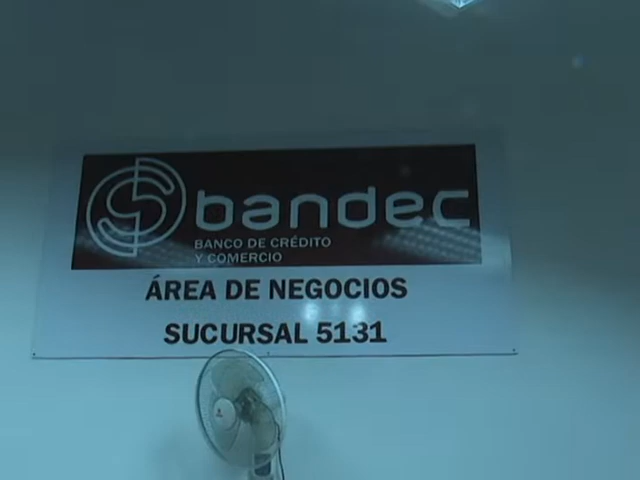 bandec
BANCO DE CRÉDITO
Y COMERCIO
ÁREA DE NEGOCIOS
SUCURSAL 5131